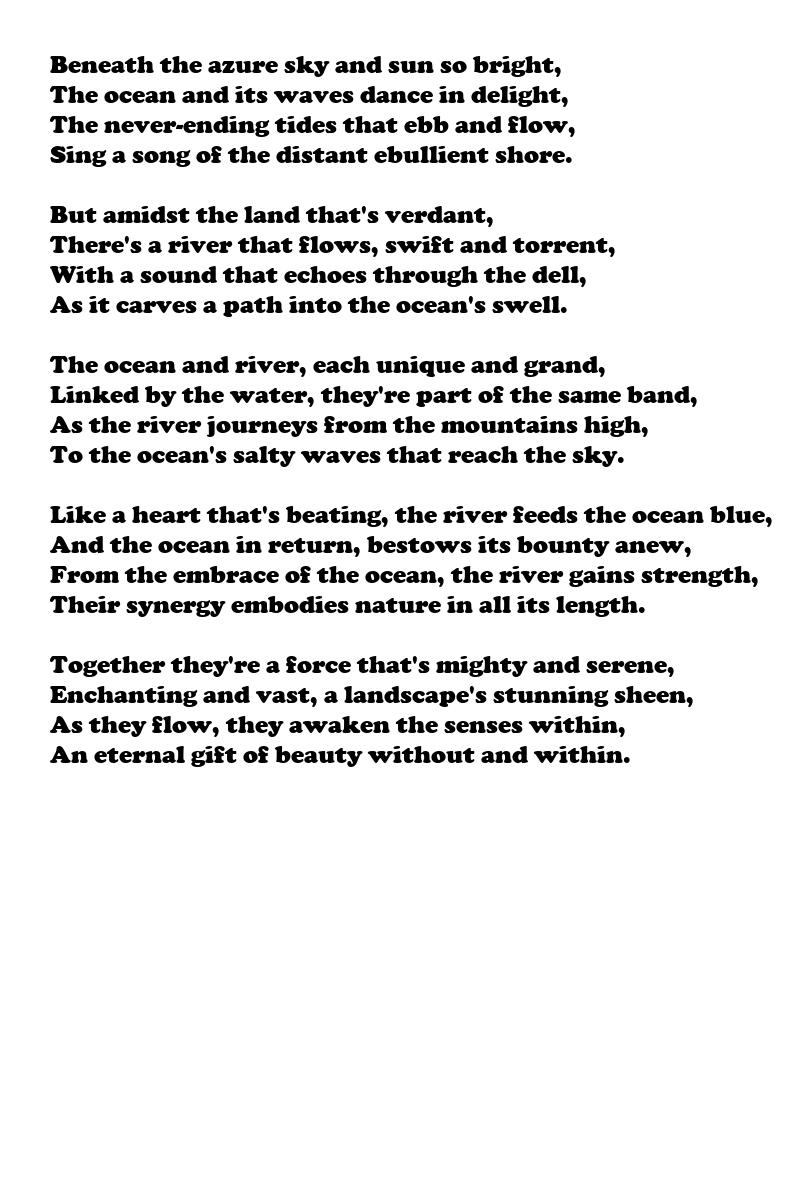 Beneath the azure sky and sun so bright,
The ocean and its waves dance in delight,
The never-ending tides that ebb and flow,
Sing a song of the distant ebullient shore.

But amidst the land that's verdant,
There's a river that flows, swift and torrent,
With a sound that echoes through the dell,
As it carves a path into the ocean's swell.

The ocean and river, each unique and grand,
Linked by the water, they're part of the same band,
As the river journeys from the mountains high,
To the ocean's salty waves that reach the sky.

Like a heart that's beating, the river feeds the ocean blue,
And the ocean in return, bestows its bounty anew,
From the embrace of the ocean, the river gains strength,
Their synergy embodies nature in all its length.

Together they're a force that's mighty and serene,
Enchanting and vast, a landscape's stunning sheen,
As they flow, they awaken the senses within,
An eternal gift of beauty without and within.